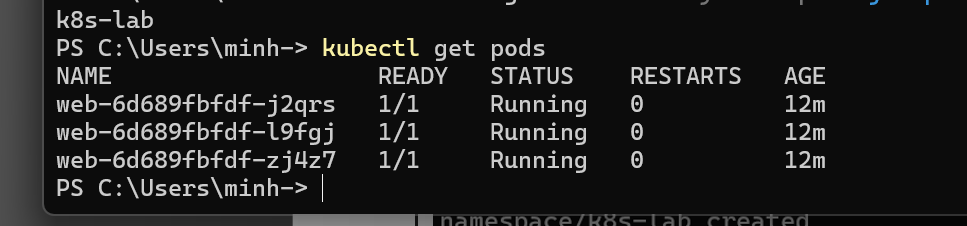 k8s-lab
PS C:\Users\minh-> kubectl get pods
NAME                   READY   STATUS    RESTARTS   AGE
web-6d689fbfdf-j2qrs   1/1     Running   0          12m
web-6d689fbfdf-l9fgj   1/1     Running   0          12m
web-6d689fbfdf-zj4z7   1/1     Running   0          12m
PS C:\Users\minh->
namespace/k8s-lab created